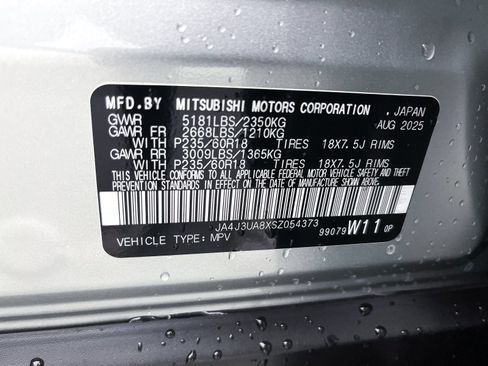 MFD.BY MITSUBISHI MOTORS CORPORATION , JAPAN
GVWR 5181LBS/2350KG AUG 2025
GAWR FR 2668LBS/1210KG
WITH P235/60R18 TIRES 18X7.5J RIMS
GAWR RR 3009LBS/1365KG
WITH P235/60R18 TIRES 18X7.5J RIMS
THIS VEHICLE CONFORMS TO ALL APPLICABLE U.S. FEDERAL MOTOR VEHICLE SAFETY AND THEFT
PREVENTION STANDARDS IN EFFECT ON THE DATE OF MANUFACTURE SHOWN ABOVE.
JA4J3UA8XSZ054373
VEHICLE TYPE: MPV 99079 W11 0P